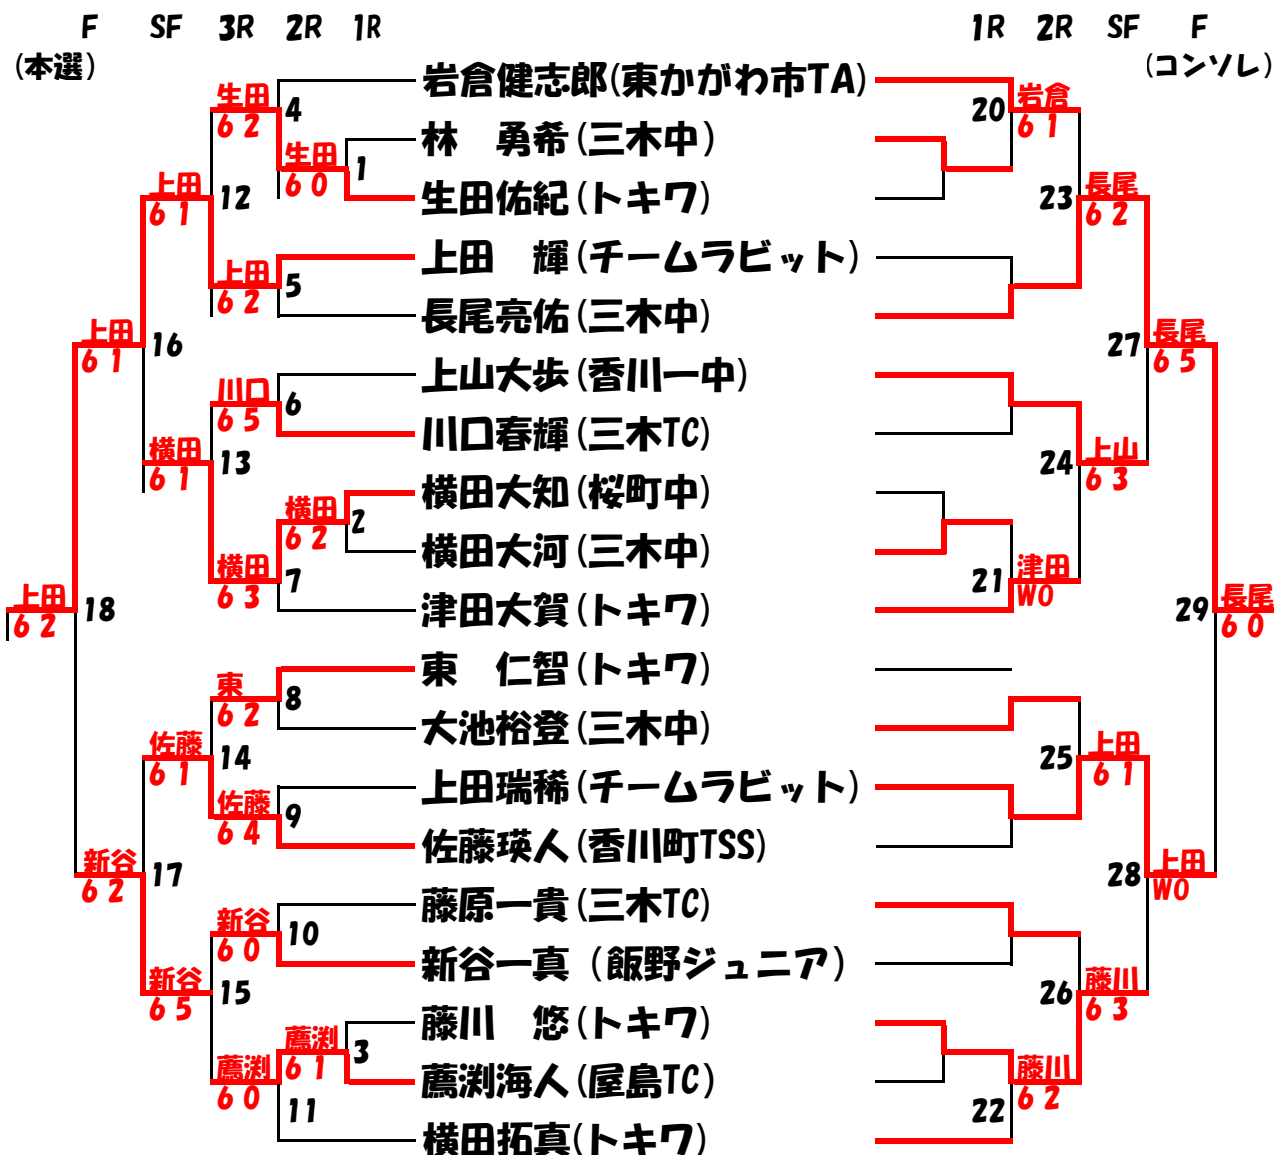 F SF 3R 2R 1R 1R 2R SF F
(本選) (コンソレ)
岩倉健志郎(東かがわ市TA)
生田 4 20 岩倉
6 2 6 1
林 勇希(三木中)
生田 1
6 0
上田 12 生田佑紀(トキワ) 23 長尾
6 1 6 2
上田 輝(チームラビット)
上田 5
6 2
長尾亮佑(三木中)
上田 16 27 長尾
6 1 6 5
上山大歩(香川一中)
川口 6
6 5
川口春輝(三木TC)
横田 13 24 上山
6 1 6 3
横田大知(桜町中)
横田 2
6 2
横田大河(三木中)
横田 7 21 津田
6 3 WO
上田 18 津田大賀(トキワ) 29 長尾
6 2 6 0
東 仁智(トキワ)
東 8
6 2
大池裕登(三木中)
佐藤 14 25 上田
6 1 6 1
上田瑞稀(チームラビット)
佐藤 9
6 4
佐藤瑛人(香川町TSS)
新谷 17 28 上田
6 2 WO
藤原一貴(三木TC)
新谷 10
6 0
新谷一真(飯野ジュニア)
新谷 15 26 藤川
6 5 6 3
藤川 悠(トキワ)
薦渕 3
6 1
薦渕海人(屋島TC)
薦渕 11 22 藤川
6 0 6 2
横田拓真(トキワ)